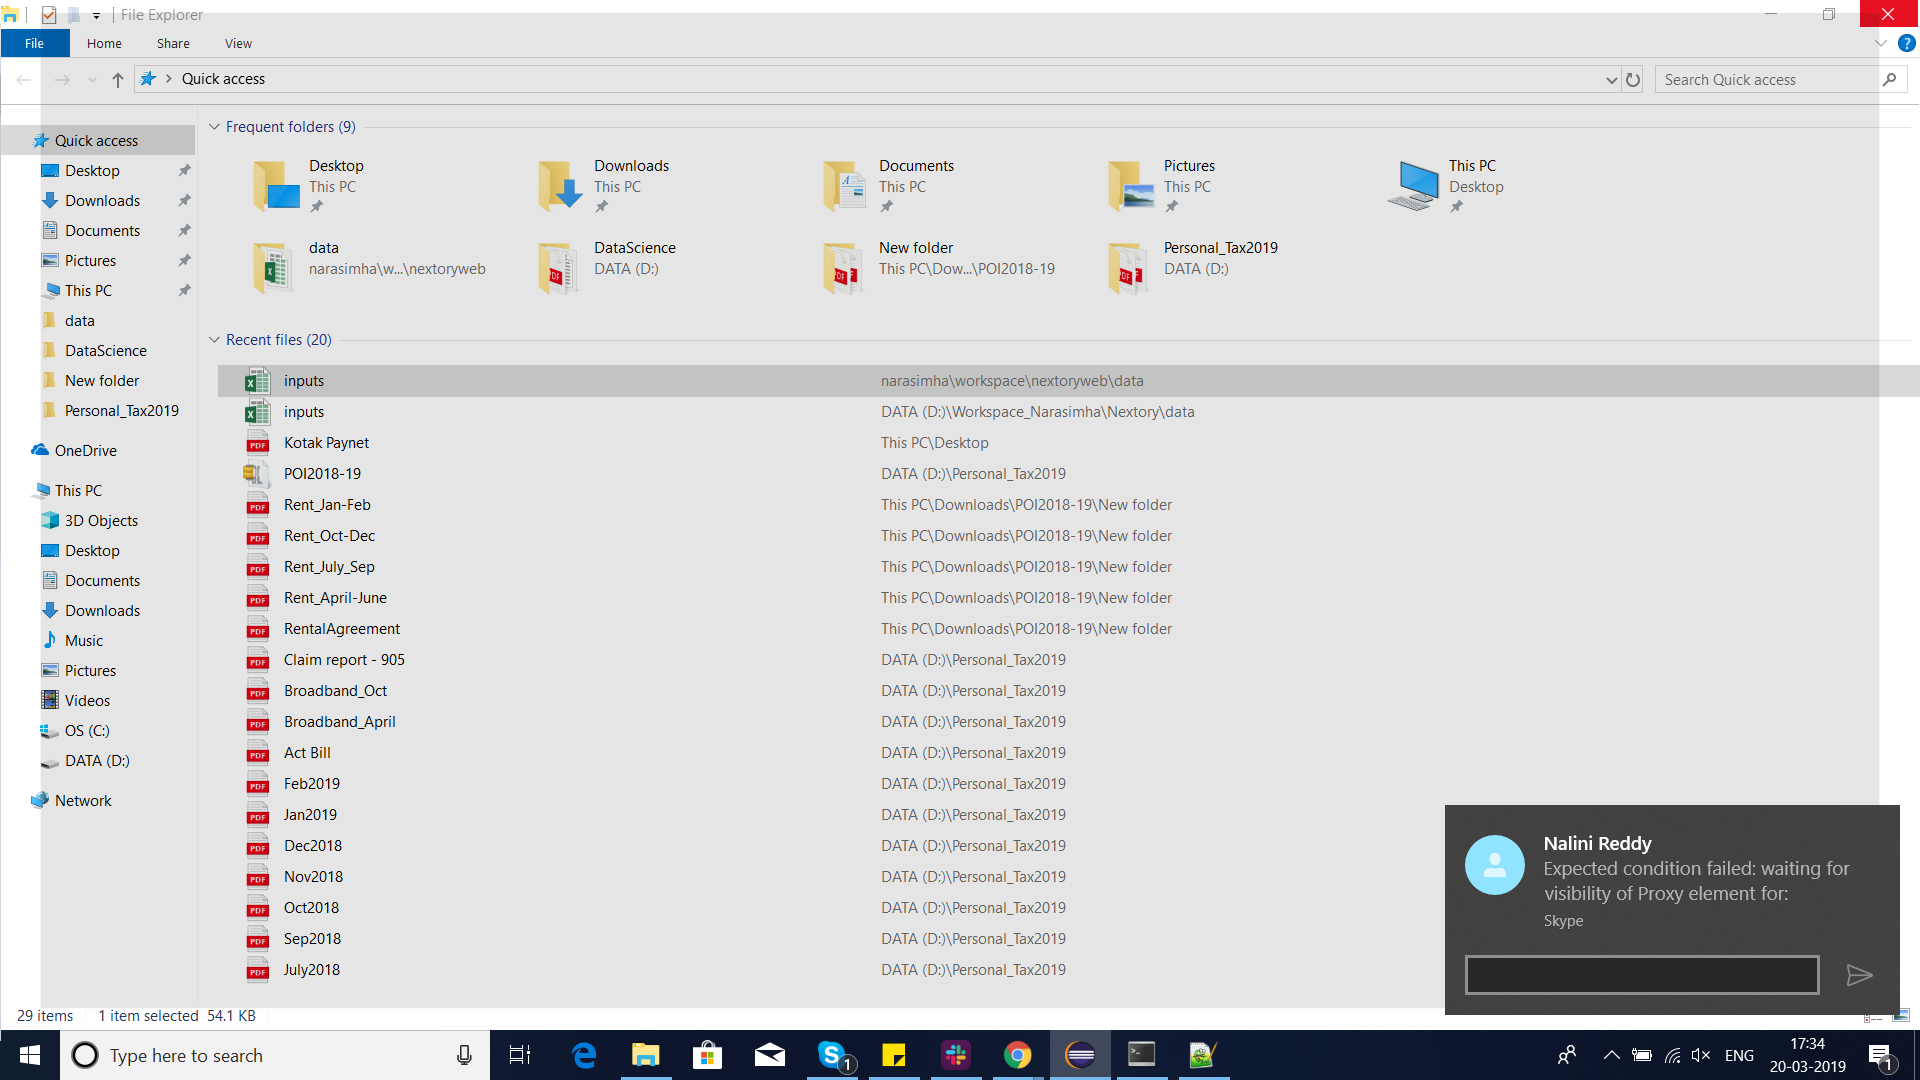 File Explorer
File
Home
Share
View
Quick access
Search Quick access
Quick access
Desktop
Downloads
Documents
Pictures
This PC
data
DataScience
New folder
Personal_Tax2019
OneDrive
This PC
3D Objects
Desktop
Documents
Downloads
Music
Pictures
Videos
OS (C:)
DATA (D:)
Network
Frequent folders (9)
Desktop
This PC
Downloads
This PC
Documents
This PC
Pictures
This PC
This PC
Desktop
data
narasimha\w...\nextoryweb
DataScience
DATA (D:)
New folder
This PC\Dow...\POI2018-19
Personal_Tax2019
DATA (D:)
Recent files (20)
inputs narasimha\workspace\nextoryweb\data
inputs DATA (D:)\Workspace_Narasimha\Nextory\data
Kotak Paynet This PC\Desktop
POI2018-19 DATA (D:)\Personal_Tax2019
Rent_Jan-Feb This PC\Downloads\POI2018-19\New folder
Rent_Oct-Dec This PC\Downloads\POI2018-19\New folder
Rent_July_Sep This PC\Downloads\POI2018-19\New folder
Rent_April-June This PC\Downloads\POI2018-19\New folder
RentalAgreement This PC\Downloads\POI2018-19\New folder
Claim report - 905 DATA (D:)\Personal_Tax2019
Broadband_Oct DATA (D:)\Personal_Tax2019
Broadband_April DATA (D:)\Personal_Tax2019
Act Bill DATA (D:)\Personal_Tax2019
Feb2019 DATA (D:)\Personal_Tax2019
Jan2019 DATA (D:)\Personal_Tax2019
Dec2018 DATA (D:)\Personal_Tax2019
Nov2018 DATA (D:)\Personal_Tax2019
Oct2018 DATA (D:)\Personal_Tax2019
Sep2018 DATA (D:)\Personal_Tax2019
July2018 DATA (D:)\Personal_Tax2019
Nalini Reddy
Expected condition failed: waiting for
visibility of Proxy element for:
Skype
29 items 1 item selected 54.1 KB
Type here to search
1
ENG
17:34
20-03-2019
1